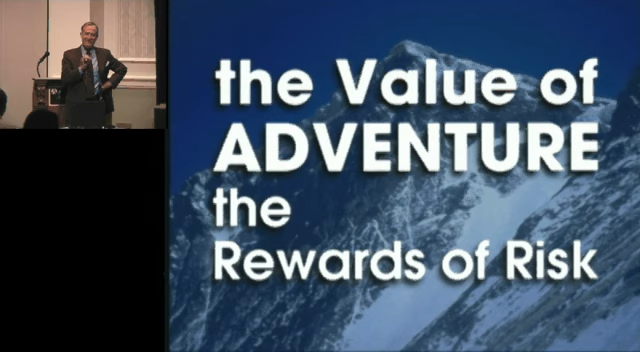 the Value of
ADVENTURE
the
Rewards of Risk